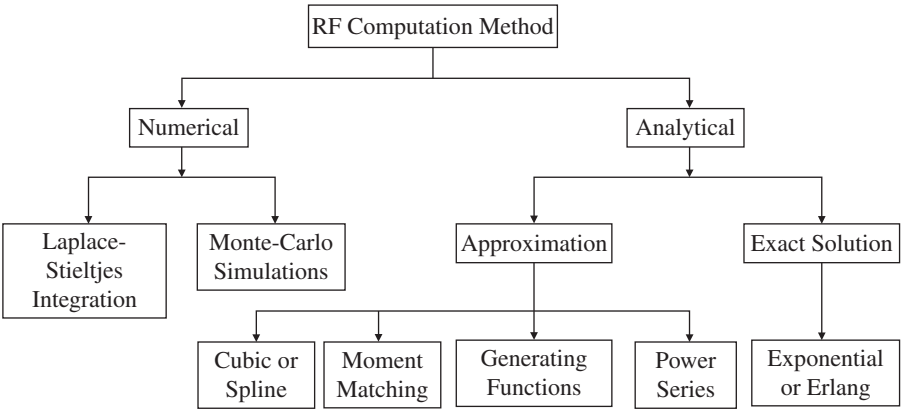 RF Computation Method
Numerical
Analytical
Laplace-
Stieltjes
Integration
Monte-Carlo
Simulations
Approximation
Exact Solution
Cubic or
Spline
Moment
Matching
Generating
Functions
Power
Series
Exponential
or Erlang